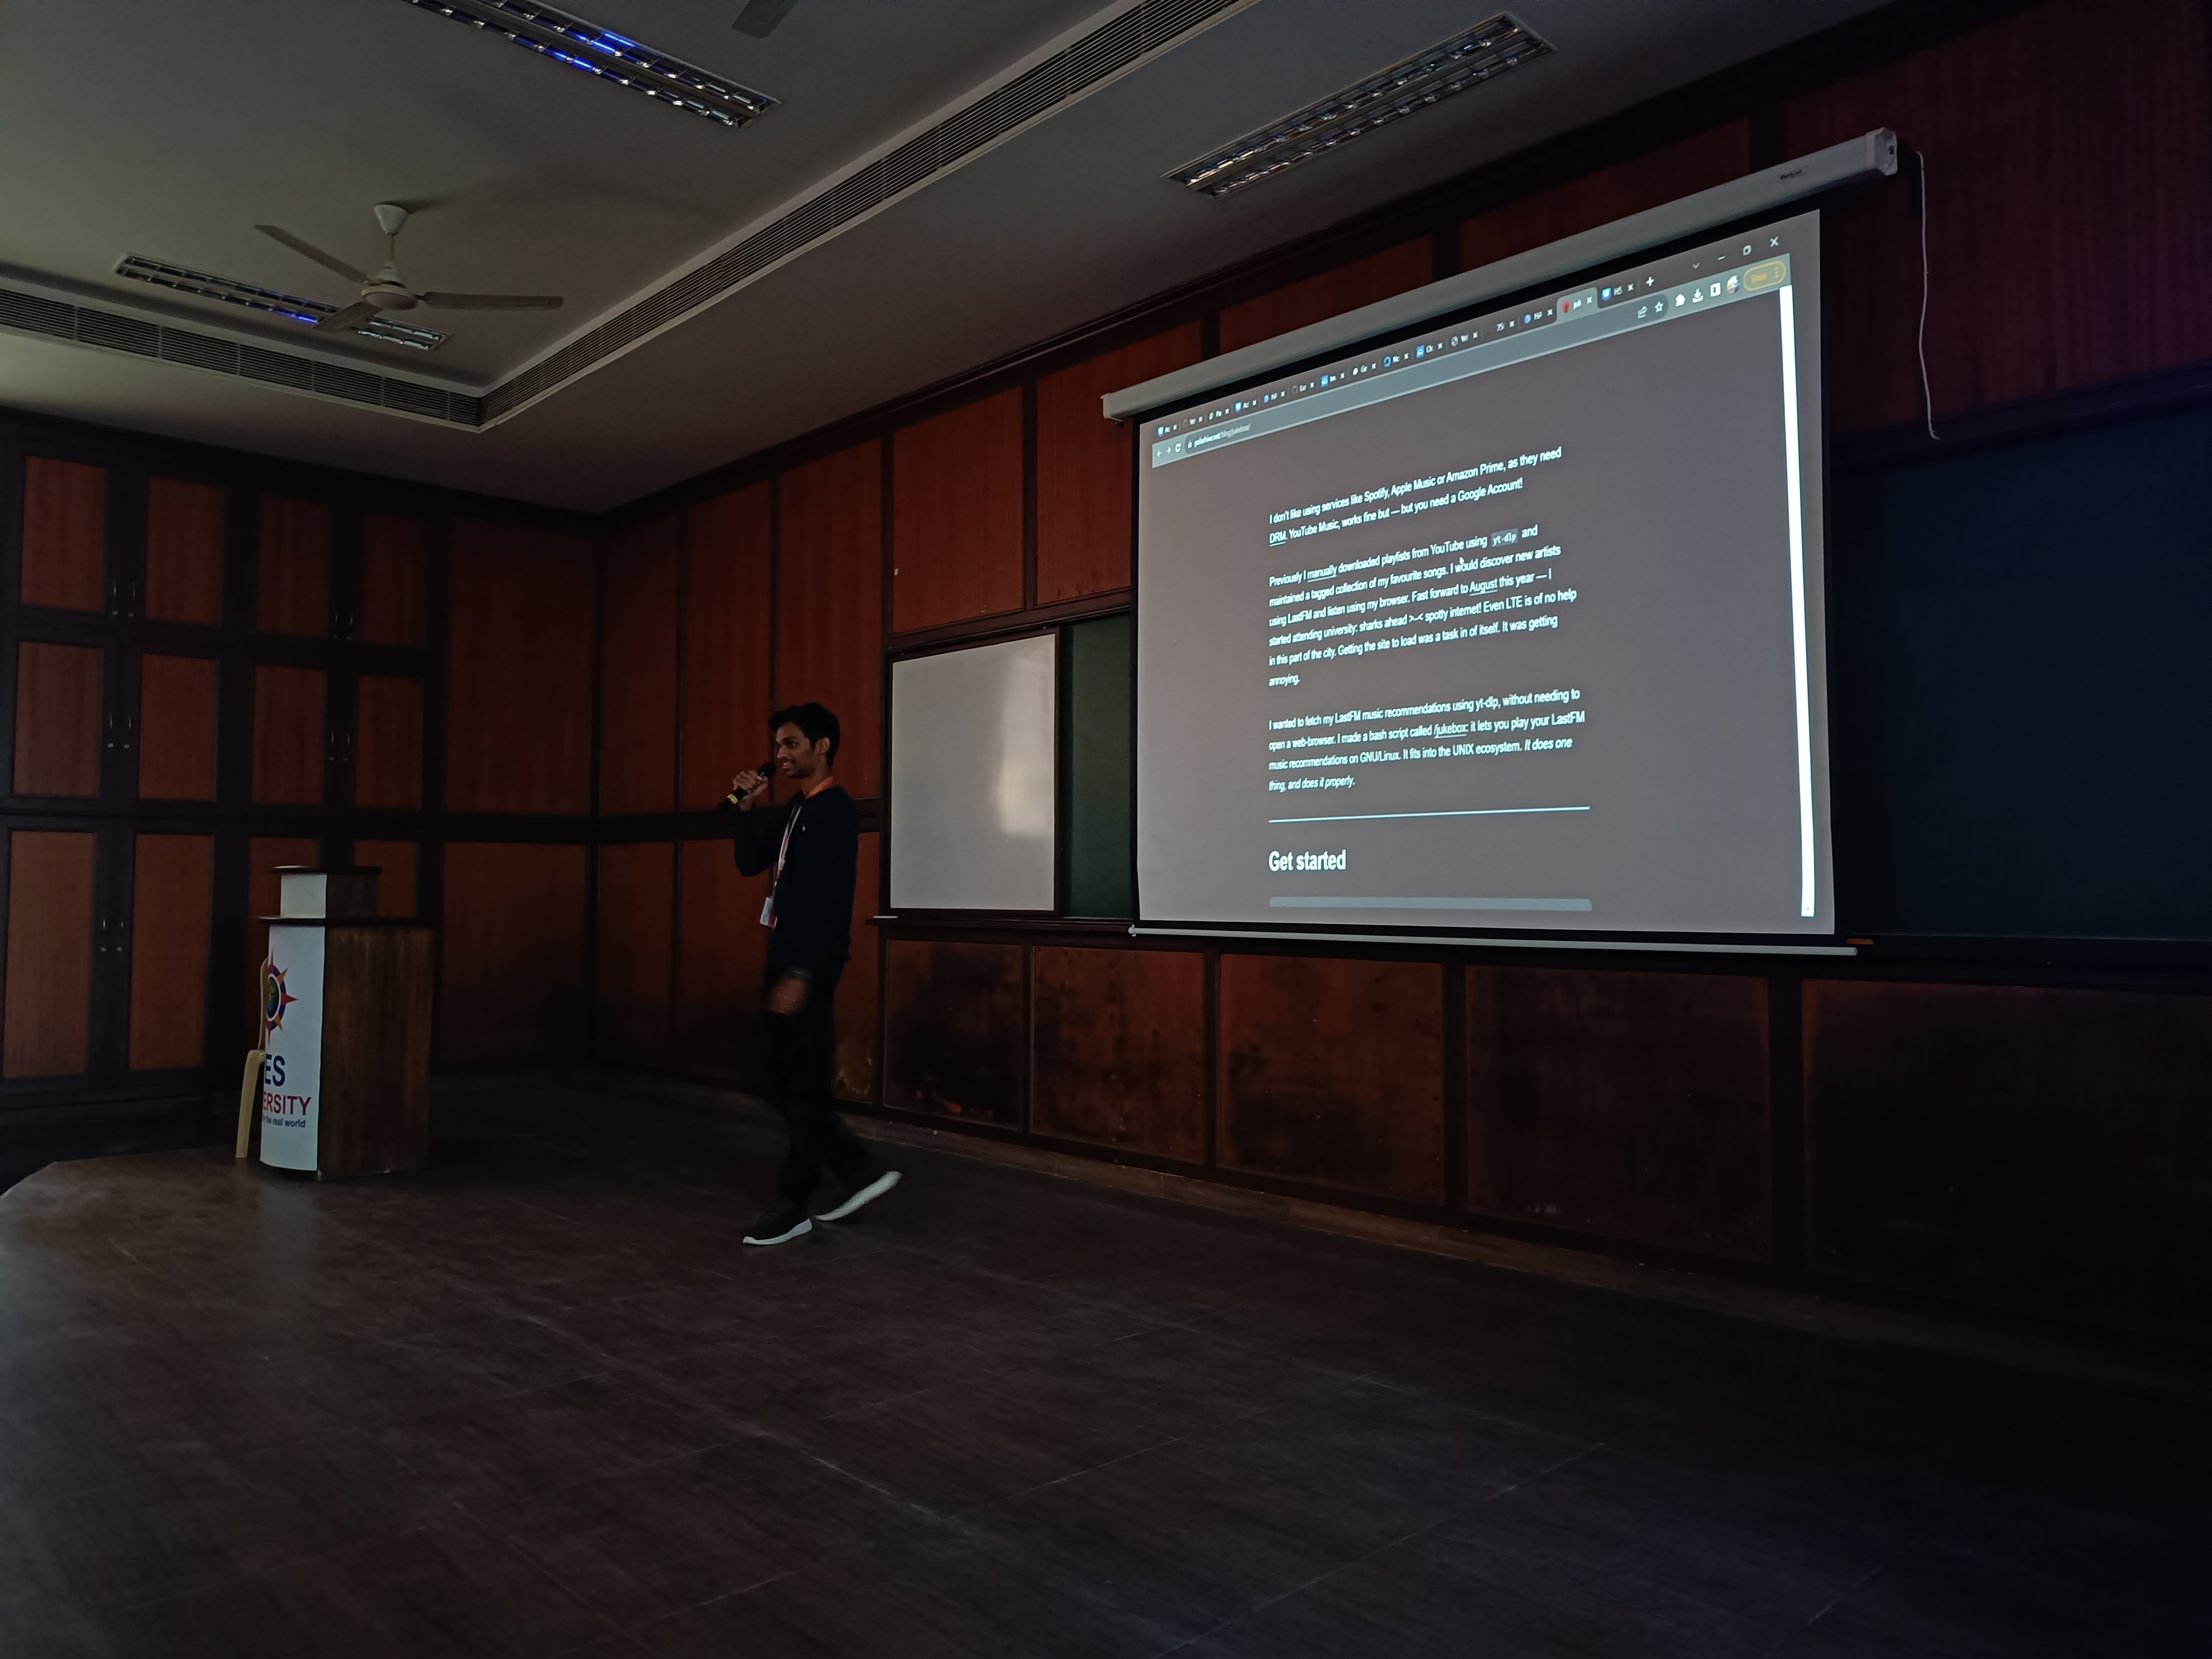 I don't like using services like Spotify, Apple Music or Amazon Prime, as they need
DRM. YouTube Music, works fine but — but you need a Google Account!
Previously I manually downloaded playlists from YouTube using yt-dlp and
maintained a tagged collection of my favourite songs. I would discover new artists
using LastFM and listen using my browser. Fast forward to August this year — I
started attending university: sharks ahead >-< spotty internet! Even LTE is of no help
in this part of the city. Getting the site to load was a task in of itself. It was getting
annoying.
I wanted to fetch my LastFM music recommendations using yt-dlp, without needing to
open a web-browser. I made a bash script called /jukebox: it lets you play your LastFM
music recommendations on GNU/Linux. It fits into the UNIX ecosystem. It does one
thing, and does it properly.
Get started
ES
ERSITY
real world